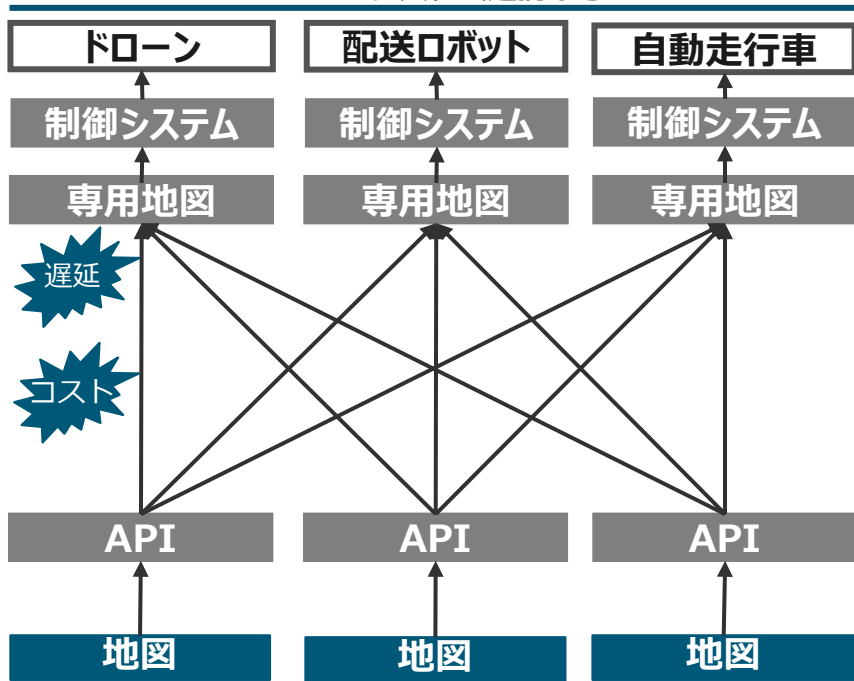 ドローン
配送ロボット
自動走行車
制御システム
制御システム
制御システム
専用地図
専用地図
専用地図
遅延
コスト
API
API
API
地図
地図
地図